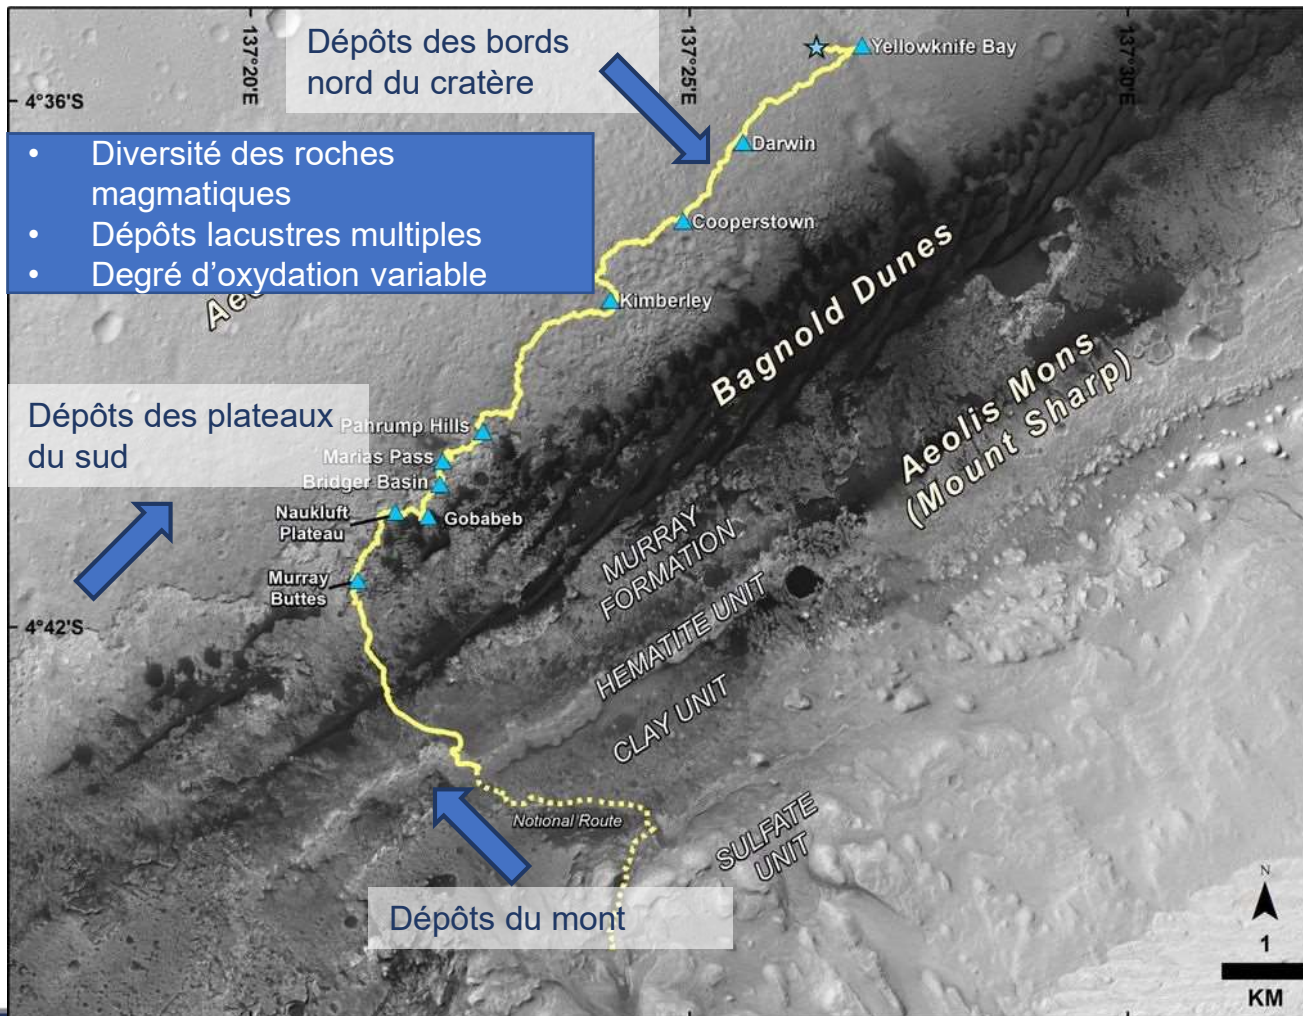 137°20'E
Dépôts des bords
nord du cratère
137°25'E
137°30'E
Yellowknife Bay
4°36'S
• Diversité des roches
magmatiques
• Dépôts lacustres multiples
• Degré d’oxydation variable
Darwin
Cooperstown
Kimberley
Bagnold Dunes
Aeolis Mons
(Mount Sharp)
Dépôts des plateaux
du sud
Pahrump Hills
Marias Pass
Bridger Basin
Naukluft
Plateau
Gobabeb
Murray
Buttes
4°42'S
MURRAY
FORMATION
HEMATITE UNIT
CLAY UNIT
SULFATE
UNIT
Notional Route
Dépôts du mont
N
1
KM